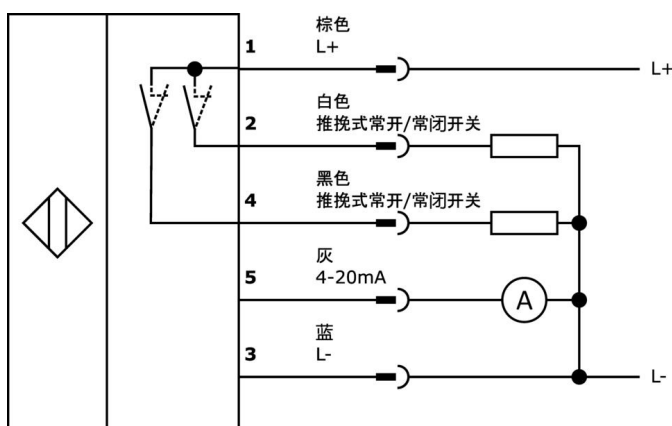 棕色
1 L+
L+
白色
2 推挽式常开/常闭开关
黑色
4 推挽式常开/常闭开关
灰
5 4-20mA
A
蓝
3 L-
L-